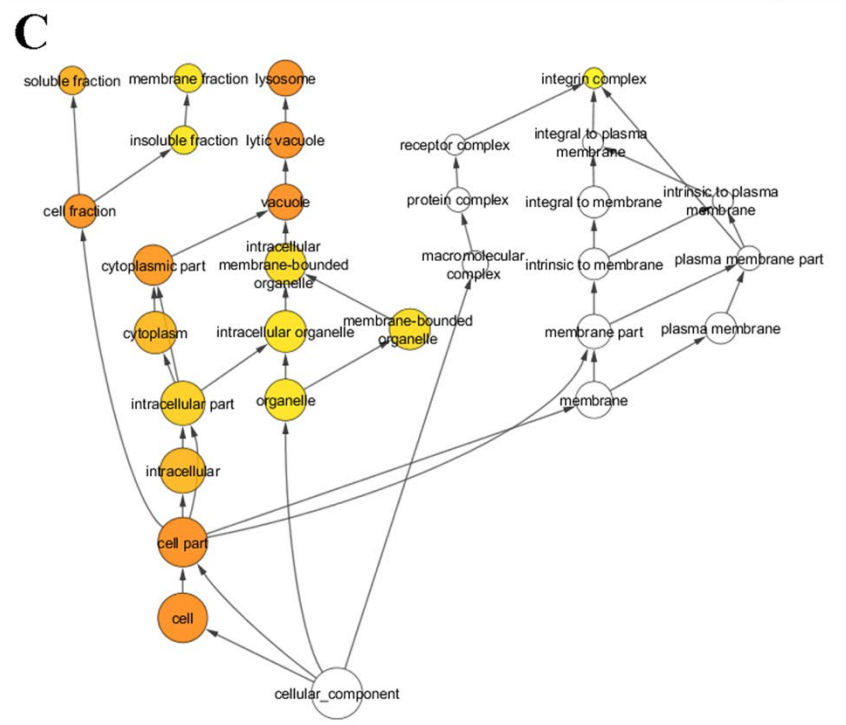 C
soluble fraction
membrane fraction
lysosome
integrin complex
insoluble fraction
lytic vacuole
receptor complex
integral to plasma
membrane
cell fraction
vacuole
protein complex
integral to membrane
intrinsic to plasma
membrane
cytoplasmic part
intracellular
membrane-bounded
organelle
macromolecular
complex
intrinsic to membrane
plasma membrane part
cytoplasm
intracellular organelle
membrane-bounded
organelle
membrane part
plasma membrane
intracellular part
organelle
membrane
intracellular
cell part
cell
cellular_component